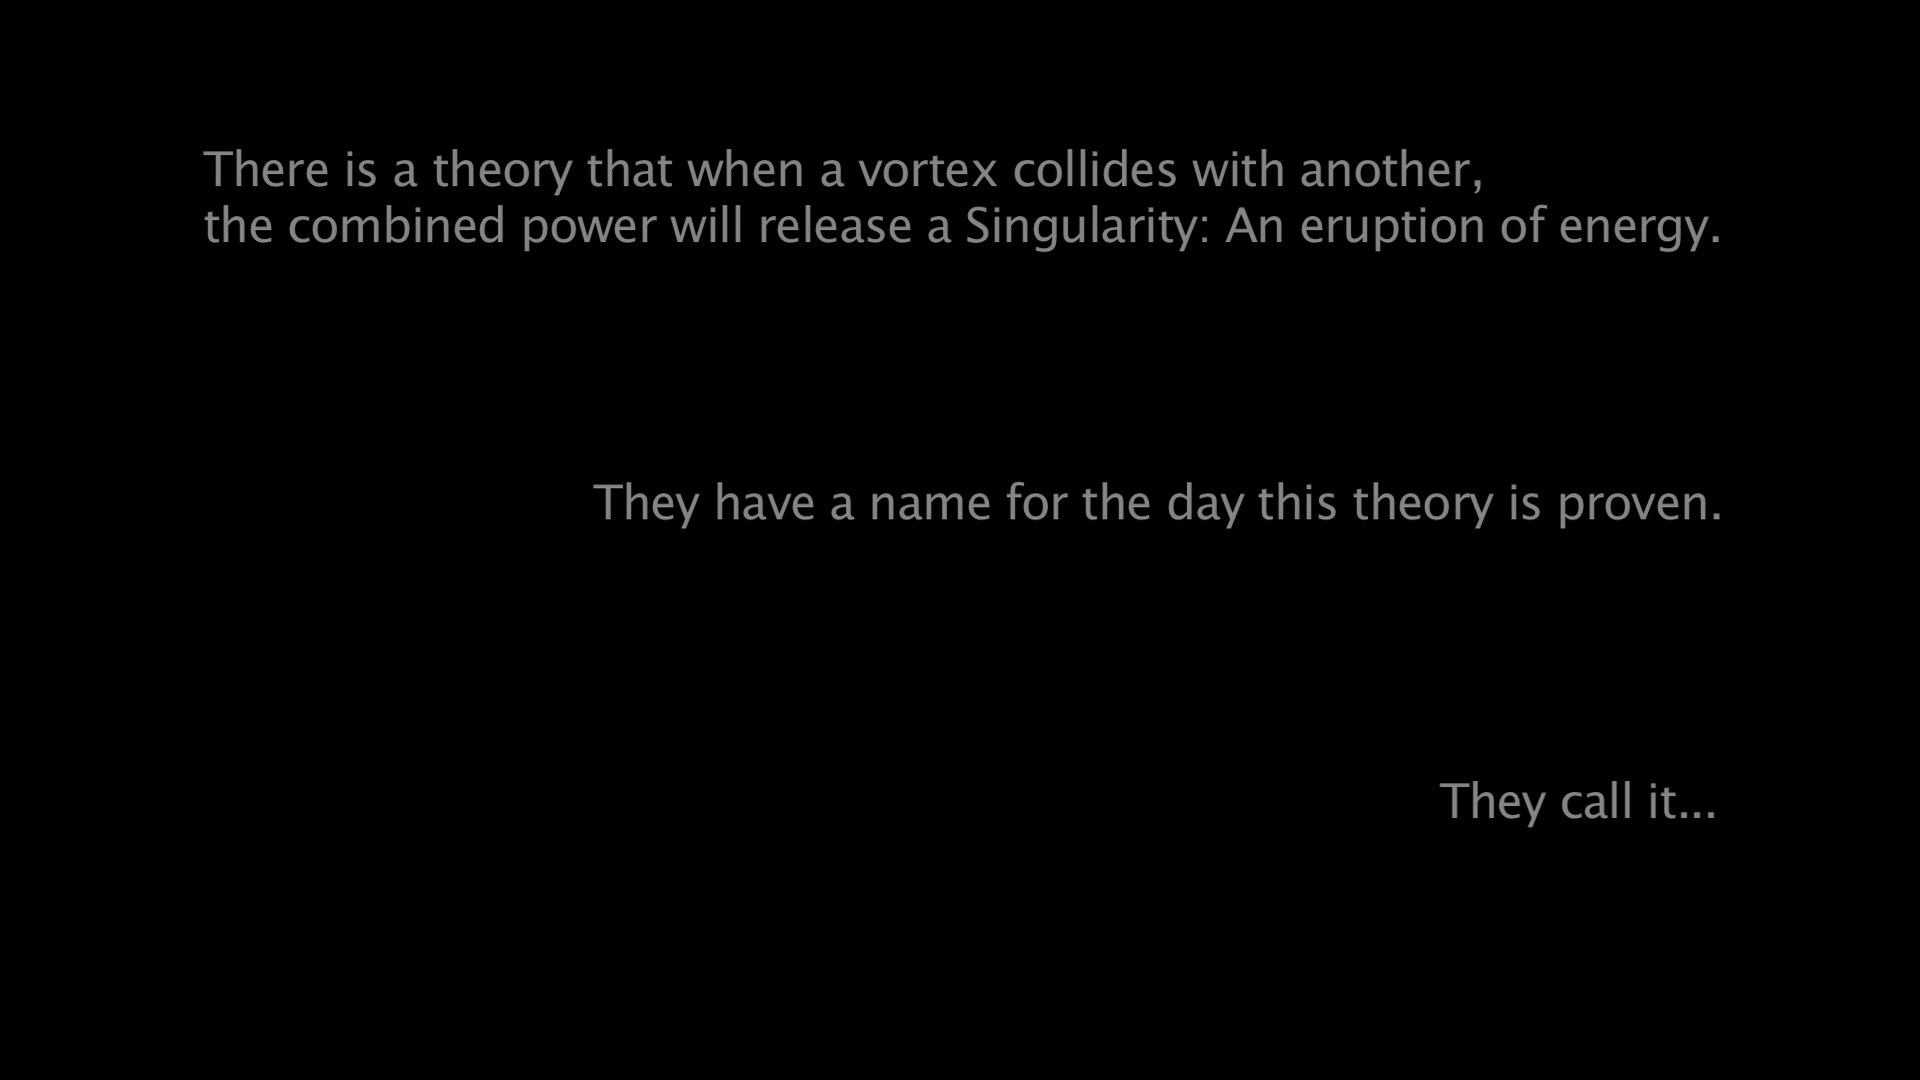 There is a theory that when a vortex collides with another,
the combined power will release a Singularity: An eruption of energy.
They have a name for the day this theory is proven.
They call it...